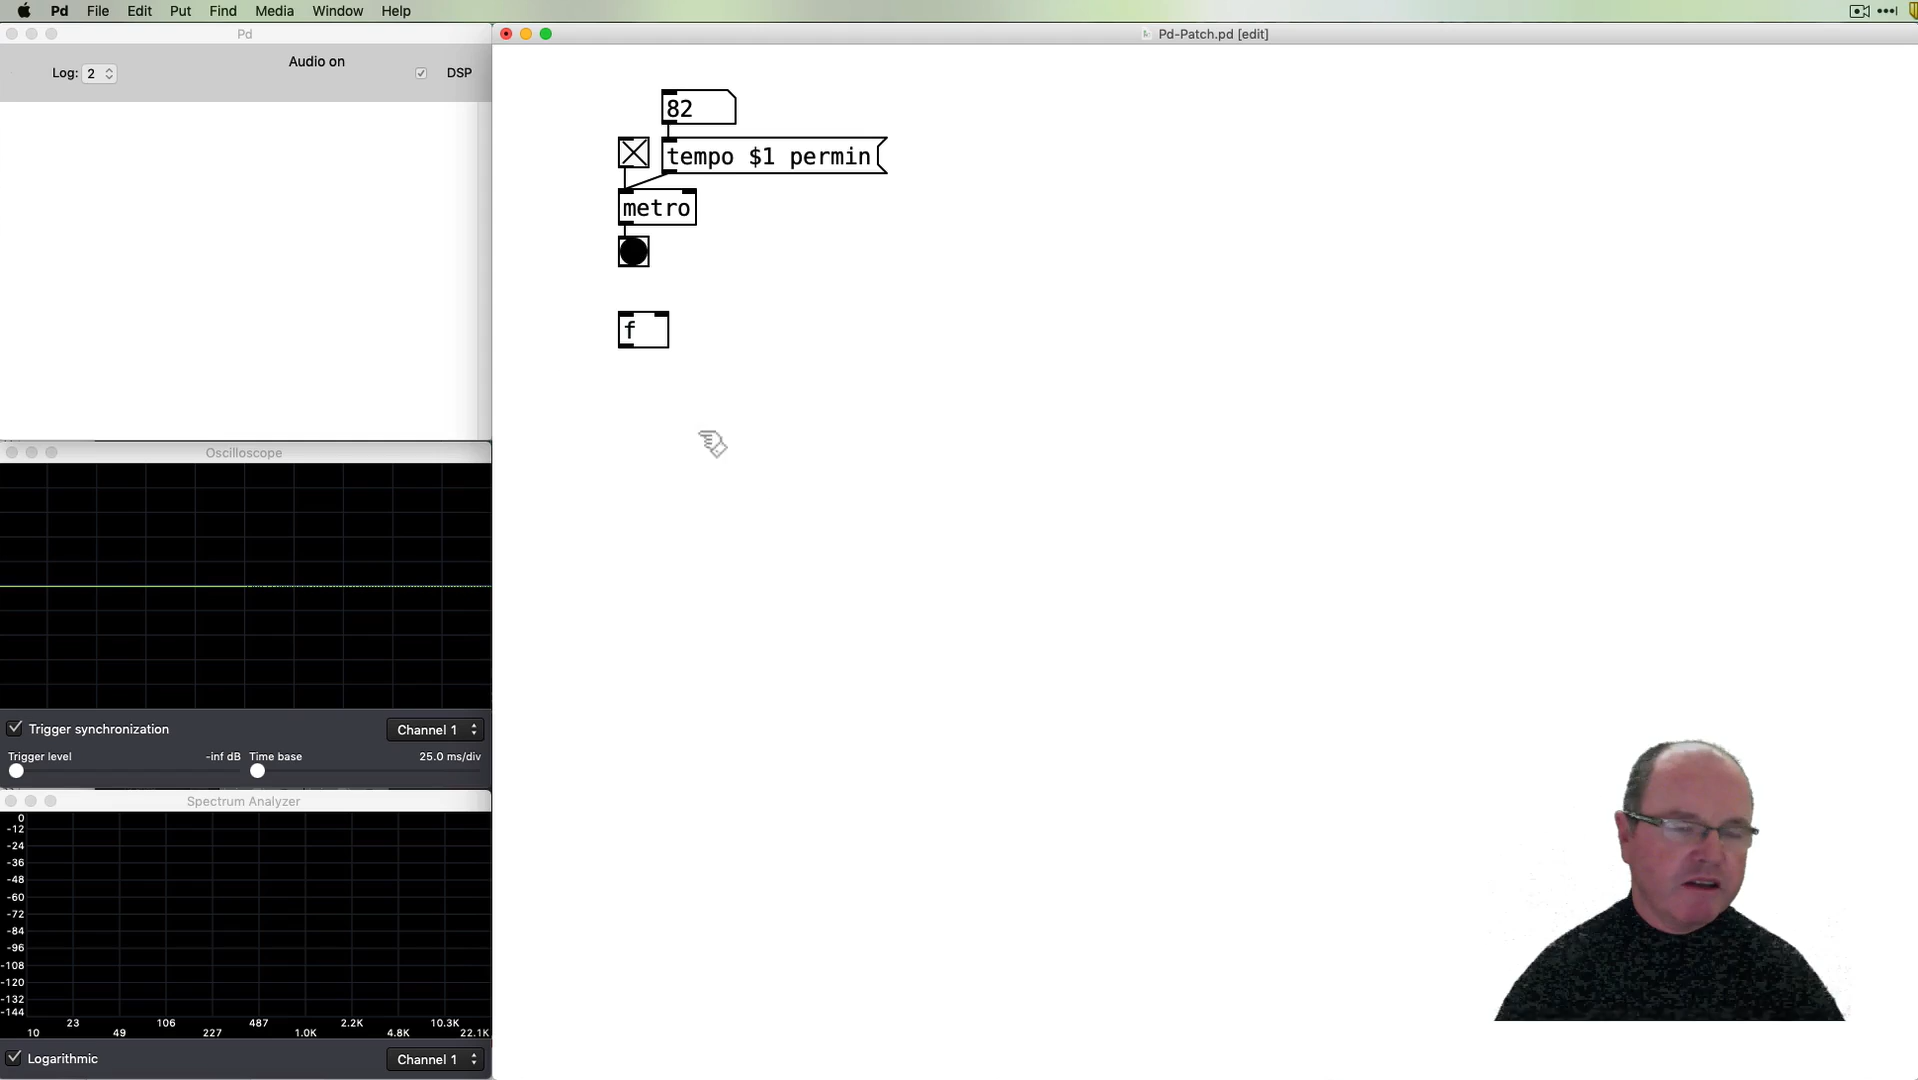 Pd File Edit Put Find Media Window Help
Pd
Audio on
Log: 2
DSP
Oscilloscope
Trigger synchronization
Channel 1
Trigger level
-inf dB
Time base
25.0 ms/div
Spectrum Analyzer
0
-12
-24
-36
-48
-60
-72
-84
-96
-108
-120
-132
-144
23 106 487 2.2K 10.3K
10 49 227 1.0K 4.8K 22.1K
Logarithmic
Channel 1
Pd-Patch.pd [edit]
82
tempo $1 permin
metro
f